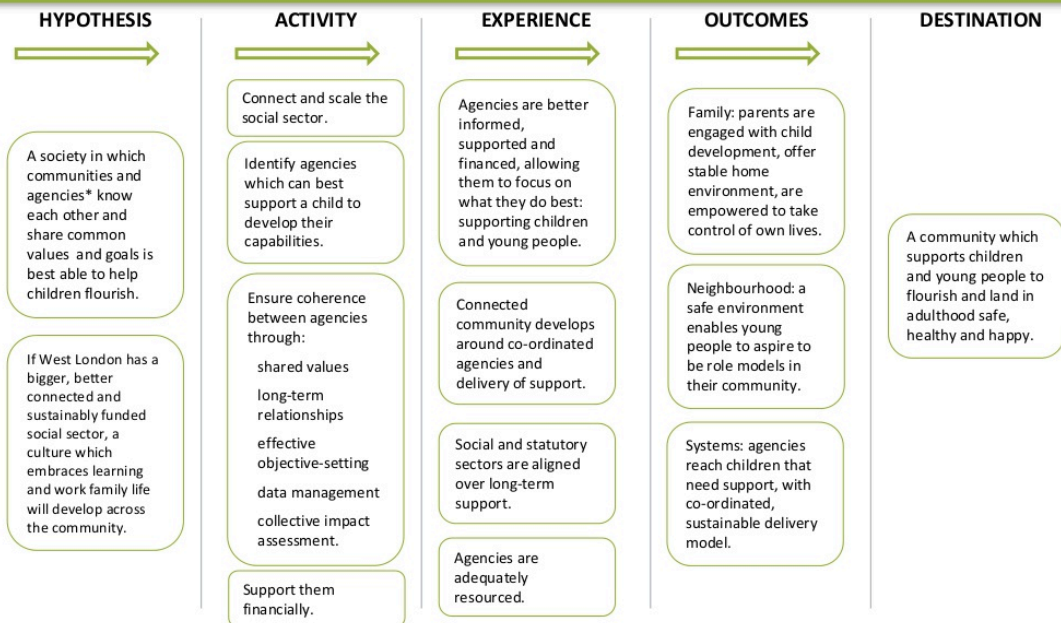 HYPOTHESIS
A society in which
communities and
agencies* know
each other and
share common
values and goals is
best able to help
children flourish.
If West London has a
bigger, better
connected and
sustainably funded
social sector, a
culture which
embraces learning
and work family life
will develop across
the community.
ACTIVITY
Connect and scale the
social sector.
Identify agencies
which can best
support a child to
develop their
capabilities.
Ensure coherence
between agencies
through:
shared values
long-term
relationships
effective
objective-setting
data management
collective impact
assessment.
Support them
financially.
EXPERIENCE
Agencies are better
informed,
supported and
financed, allowing
them to focus on
what they do best:
supporting children
and young people.
Connected
community develops
around co-ordinated
agencies and
delivery of support.
Social and statutory
sectors are aligned
over long-term
support.
Agencies are
adequately
resourced.
OUTCOMES
Family: parents are
engaged with child
development, offer
stable home
environment, are
empowered to take
control of own lives.
Neighbourhood: a
safe environment
enables young
people to aspire to
be role models in
their community.
Systems: agencies
reach children that
need support, with
co-ordinated,
sustainable delivery
model.
DESTINATION
A community which
supports children
and young people to
flourish and land in
adulthood safe,
healthy and happy.